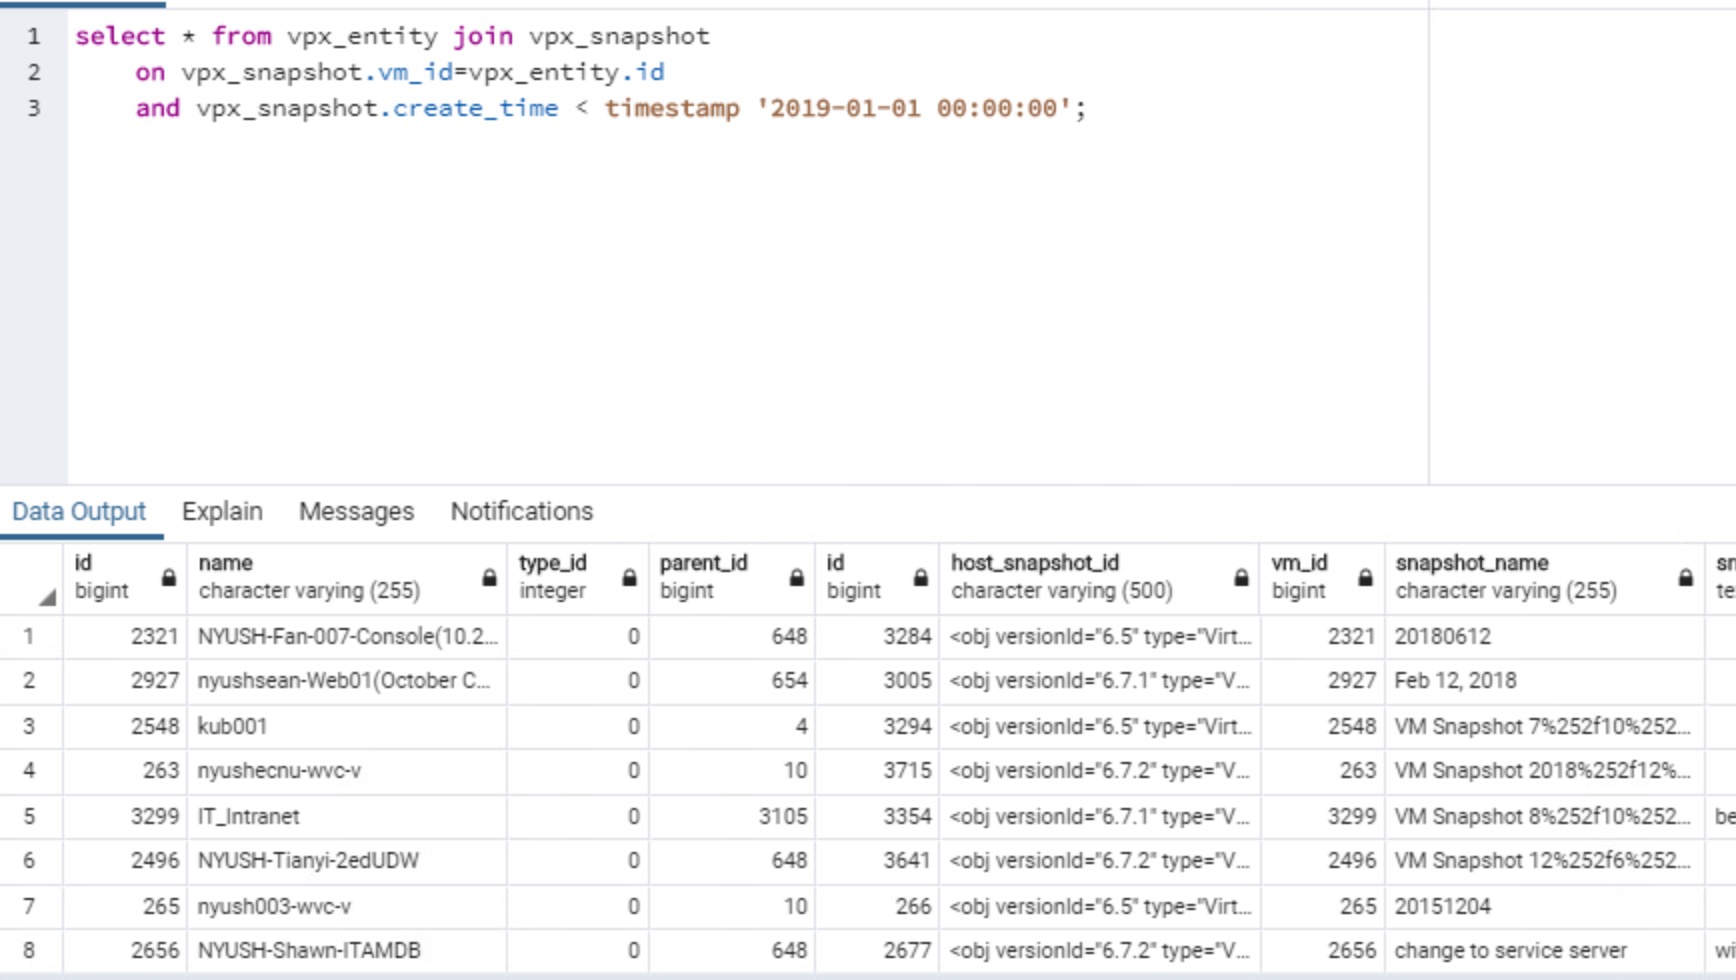 1 select * from vpx_entity join vpx_snapshot
2 on vpx_snapshot.vm_id=vpx_entity.id
3 and vpx_snapshot.create_time < timestamp '2019-01-01 00:00:00';
Data Output Explain Messages Notifications
id name type_id parent_id id host_snapshot_id vm_id snapshot_name sn
bigint character varying (255) integer bigint bigint character varying (500) bigint character varying (255) te
1 2321 NYUSH-Fan-007-Console(10.2... 0 648 3284 <obj versionId="6.5" type="Virt... 2321 20180612
2 2927 nyushsean-Web01(October C... 0 654 3005 <obj versionId="6.7.1" type="V... 2927 Feb 12, 2018
3 2548 kub001 0 4 3294 <obj versionId="6.5" type="Virt... 2548 VM Snapshot 7%252f10%252...
4 263 nyushecnu-wvc-v 0 10 3715 <obj versionId="6.7.2" type="V... 263 VM Snapshot 2018%252f12%...
5 3299 IT_Intranet 0 3105 3354 <obj versionId="6.7.1" type="V... 3299 VM Snapshot 8%252f10%252... be
6 2496 NYUSH-Tianyi-2edUDW 0 648 3641 <obj versionId="6.7.2" type="V... 2496 VM Snapshot 12%252f6%252...
7 265 nyush003-wvc-v 0 10 266 <obj versionId="6.5" type="Virt... 265 20151204
8 2656 NYUSH-Shawn-ITAMDB 0 648 2677 <obj versionId="6.7.2" type="V... 2656 change to service server wi